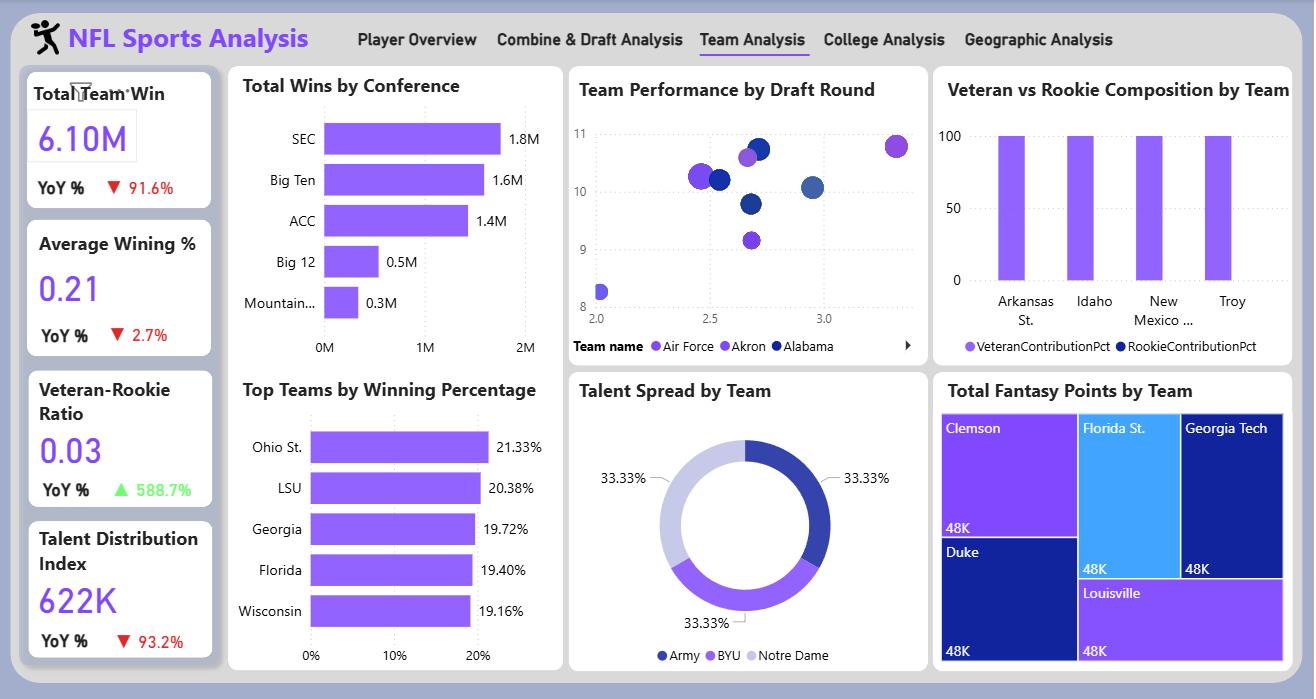 NFL Sports Analysis
Player Overview
Combine & Draft Analysis
Team Analysis
College Analysis
Geographic Analysis
Total Team Win
6.10M
YoY % ▼ 91.6%
Average Wining %
0.21
YoY % ▼ 2.7%
Veteran-Rookie
Ratio
0.03
YoY % ▲ 588.7%
Talent Distribution
Index
622K
YoY % ▼ 93.2%
Total Wins by Conference
SEC 1.8M
Big Ten 1.6M
ACC 1.4M
Big 12 0.5M
Mountain... 0.3M
0M 1M 2M
Top Teams by Winning Percentage
Ohio St. 21.33%
LSU 20.38%
Georgia 19.72%
Florida 19.40%
Wisconsin 19.16%
0% 10% 20%
Team Performance by Draft Round
11
10
9
8
2.0 2.5 3.0
Team name Air Force Akron Alabama
Talent Spread by Team
33.33% 33.33%
33.33%
Army BYU Notre Dame
Veteran vs Rookie Composition by Team
100
50
0
Arkansas
St.
Idaho
New
Mexico ...
Troy
VeteranContributionPct RookieContributionPct
Total Fantasy Points by Team
Clemson
48K
Duke
48K
Florida St.
48K
Georgia Tech
48K
Louisville
48K